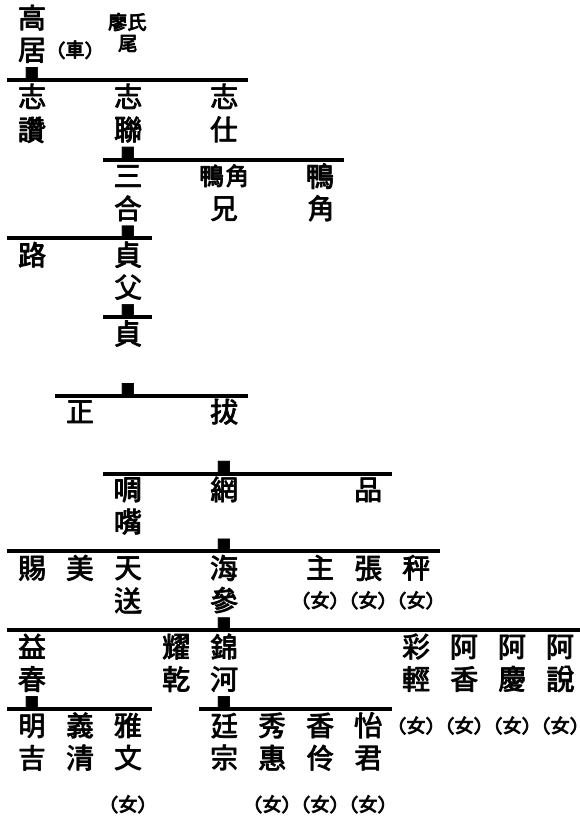 高居 (車) 廖氏尾
志讚 志聯 志仕
三合 鴨角兄 鴨角
路 貞父
貞
正 拔
啁嘴 網 品
賜 美 天送 海參 主(女) 張(女) 秤(女)
益春 耀乾 錦河 彩輕(女) 阿香(女) 阿慶(女) 阿說(女)
明吉 義清 雅文(女) 廷宗 秀惠(女) 香伶(女) 怡君(女)